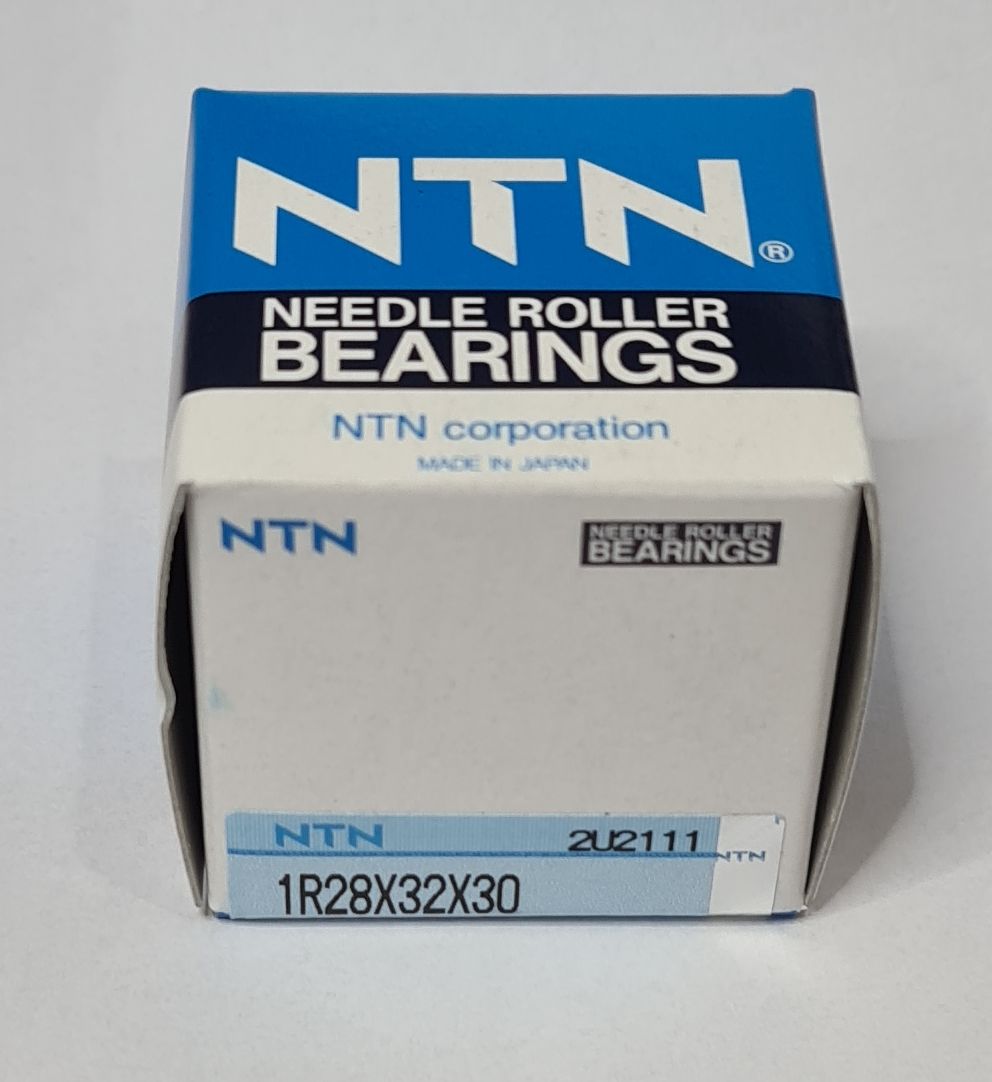 NTN®
NEEDLE ROLLER
BEARINGS
NTN corporation
MADE IN JAPAN
NTN
NEEDLE ROLLER
BEARINGS
NTN 2U2111
NTN
1R28X32X30